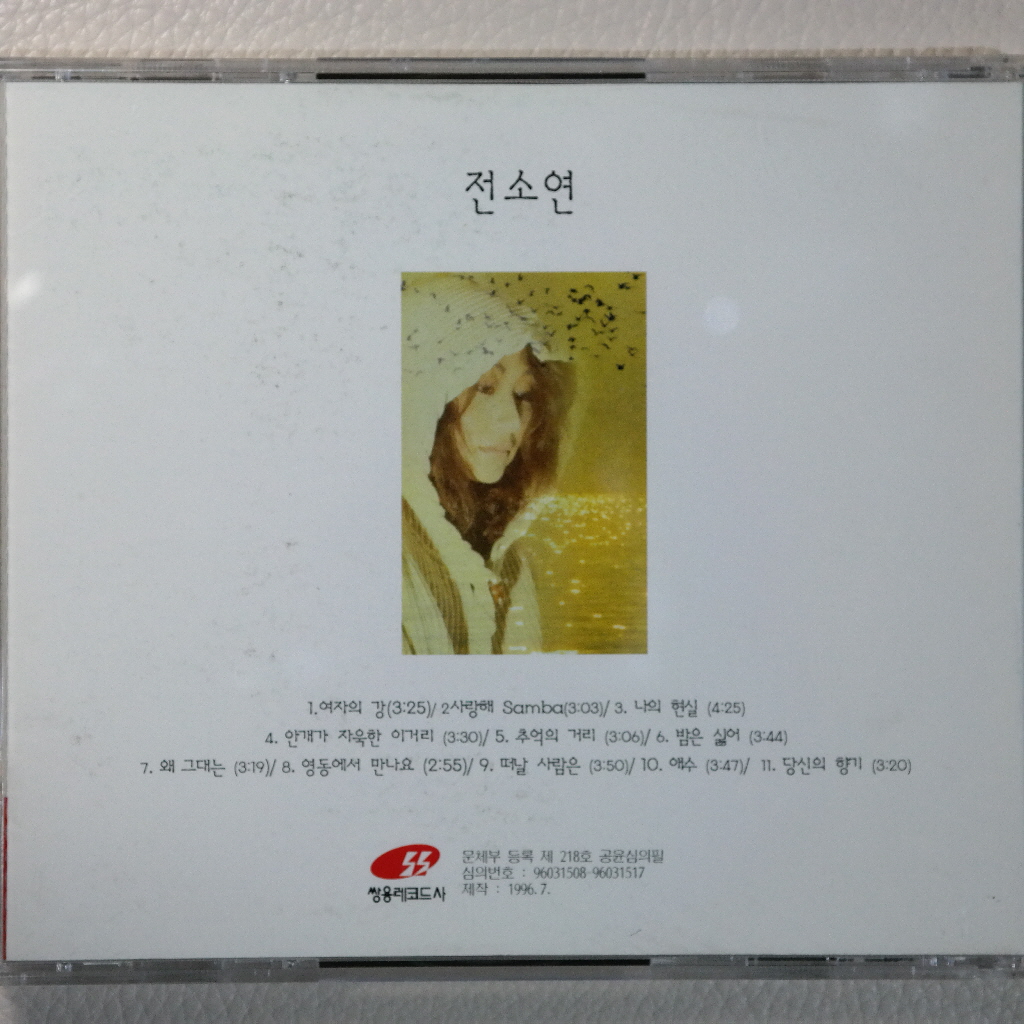 전소연
1.여자의 강(3:25)/ 2사랑해 Samba(3:03)/ 3. 나의 현실 (4:25)
4. 안개가 자욱한 이거리 (3:30)/ 5. 추억의 거리 (3:06)/ 6. 밤은 싫어 (3:44)
7. 왜 그대는 (3:19)/ 8. 영동에서 만나요 (2:55)/ 9. 떠날 사람은 (3:50)/ 10. 애수 (3:47)/ 11. 당신의 향기 (3:20)
SS
쌍용레코드사
문체부 등록 제 218호 공윤심의필
심의번호 : 96031508-96031517
제작 : 1996. 7.